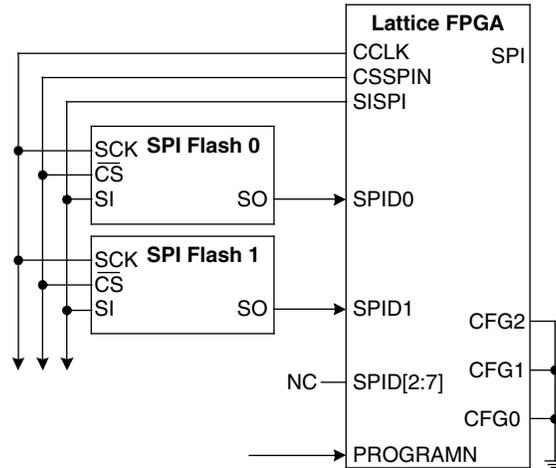 Lattice FPGA
CCLK
SPI
CSSPIN
SISPI
SPI Flash 0
SCK
CS
SI
SO
SPID0
SPI Flash 1
SCK
CS
SI
SO
SPID1
CFG2
CFG1
NC
SPID[2:7]
CFG0
PROGRAMN